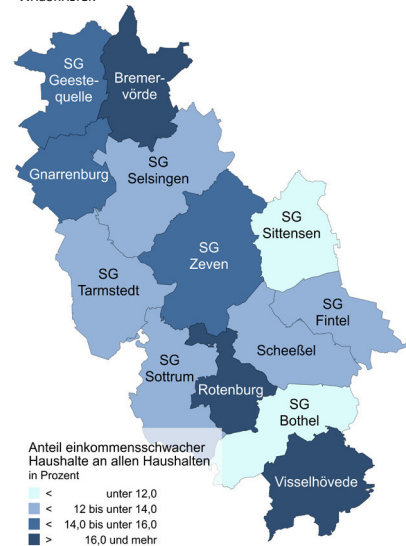 SG
Geeste-
quelle
Bremer-
vörde
Gnarrenburg
SG
Selsingen
SG
Sittensen
SG
Zeven
SG
Tarmstedt
SG
Fintel
Scheeßel
SG
Sottrum
Rotenburg
SG
Bothel
Visselhövede
Anteil einkommensschwacher
Haushalte an allen Haushalten
in Prozent
< unter 12,0
< 12 bis unter 14,0
< 14,0 bis unter 16,0
> 16,0 und mehr